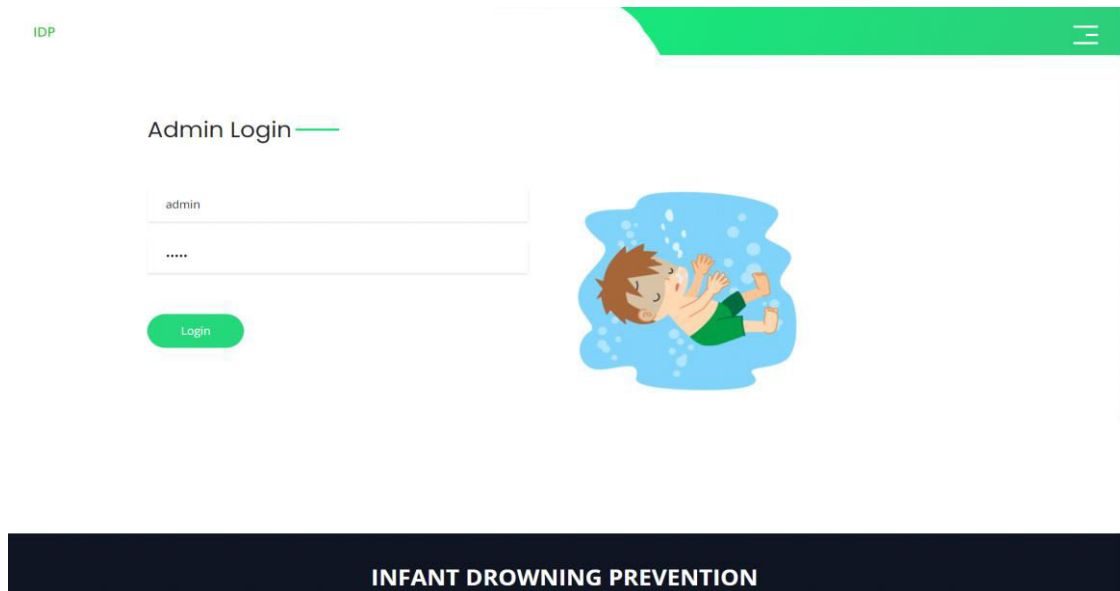 IDP
Admin Login
admin
•••••
Login
INFANT DROWNING PREVENTION